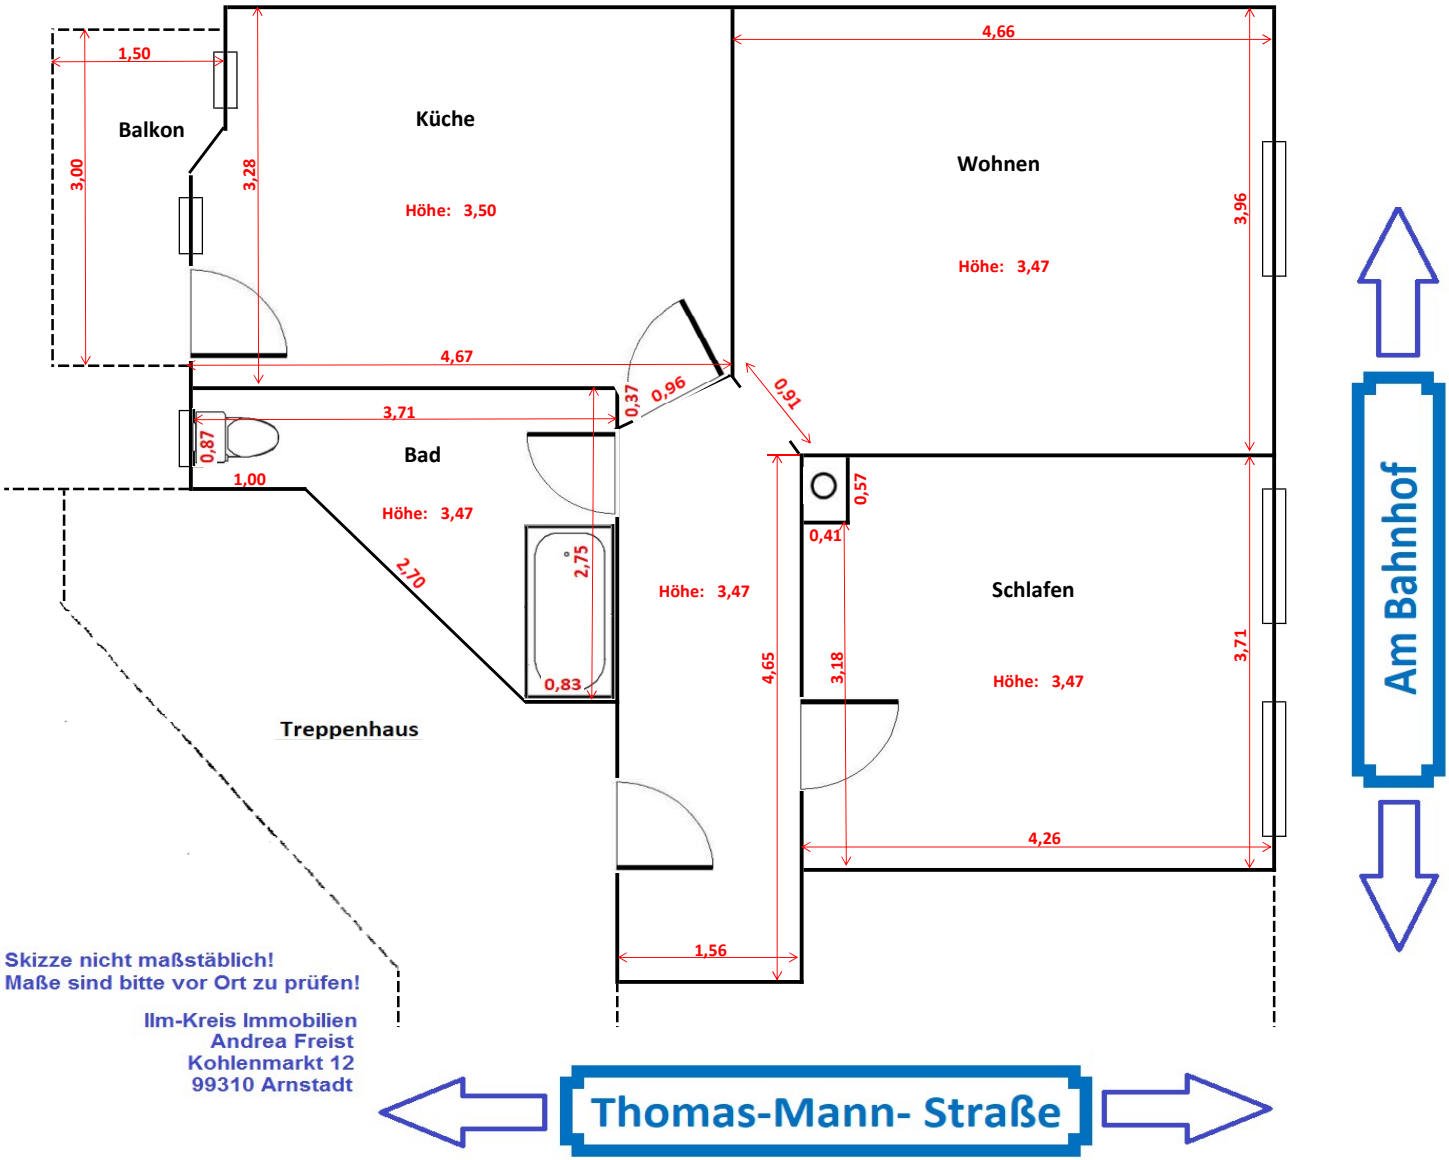 4,66
1,50
Küche
Balkon
Wohnen
3,00
3,28
3,96
Höhe: 3,50
Höhe: 3,47
4,67
0,96
0,37
0,91
3,71
0,87
Bad
1,00
Höhe: 3,47
0,57
0,41
2,75
2,70
Höhe: 3,47
Schlafen
3,71
4,65
3,18
Höhe: 3,47
0,83
Treppenhaus
4,26
1,56
Am Bahnhof
Skizze nicht maßstäblich!
Maße sind bitte vor Ort zu prüfen!
Ilm-Kreis Immobilien
Andrea Freist
Kohlenmarkt 12
99310 Arnstadt
Thomas-Mann- Straße